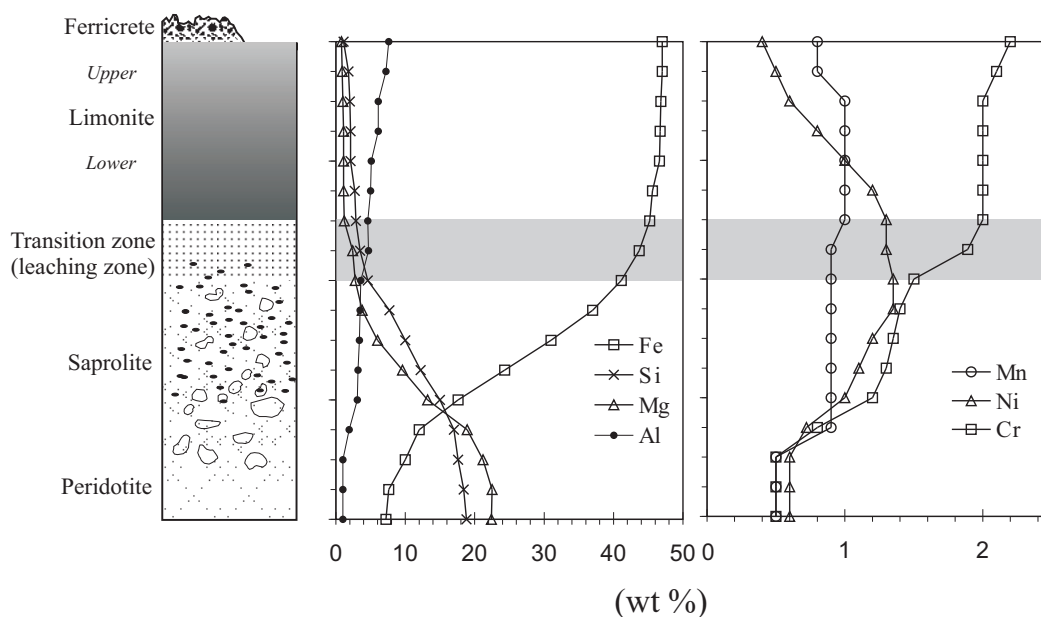 Ferricrete
Upper
Limonite
Lower
Transition zone
(leaching zone)
Saprolite
Peridotite
Fe
Si
Mg
Al
0 10 20 30 40 50
Mn
Ni
Cr
0 1 2
(wt %)